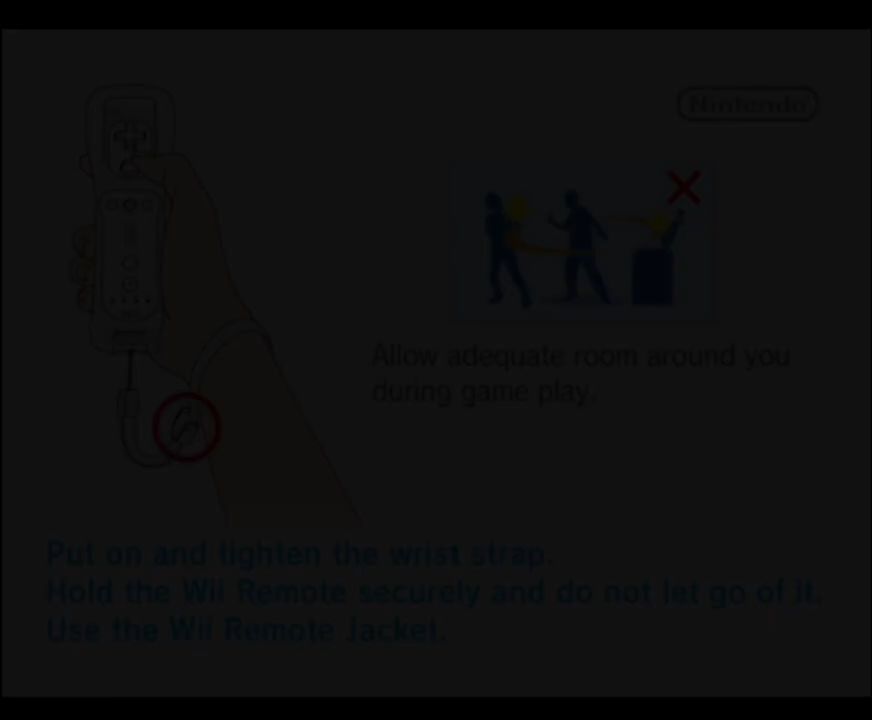 Nintendo
Allow adequate room around you
during game play.
Put on and tighten the wrist strap.
Hold the Wii Remote securely and do not let go of it.
Use the Wii Remote Jacket.